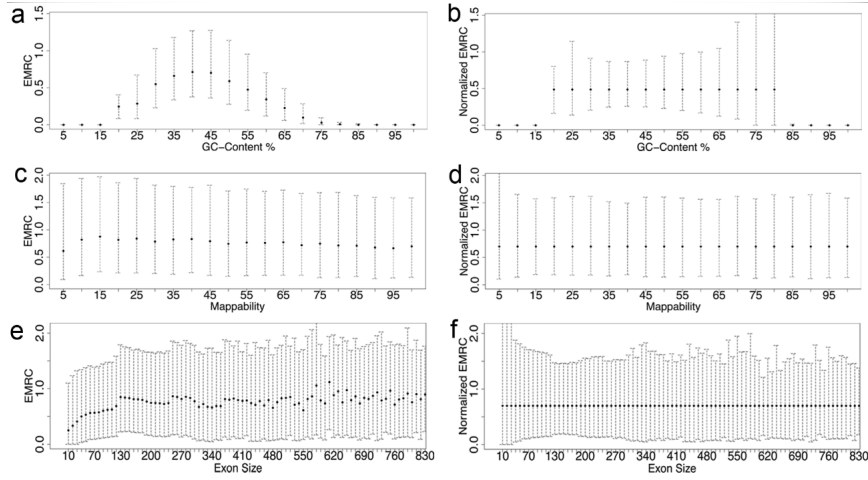 a
EMRC
0.0 0.5 1.0 1.5
5 15 25 35 45 55 65 75 85 95
GC-Content %
b
Normalized EMRC
0.0 0.5 1.0 1.5
5 15 25 35 45 55 65 75 85 95
GC-Content %
c
EMRC
0.0 0.5 1.0 1.5 2.0
5 15 25 35 45 55 65 75 85 95
Mappability
d
Normalized EMRC
0.0 0.5 1.0 1.5 2.0
5 15 25 35 45 55 65 75 85 95
Mappability
e
EMRC
0.0 1.0 2.0
10 70 130 200 270 340 410 480 550 620 690 760 830
Exon Size
f
Normalized EMRC
0.0 1.0 2.0
10 70 130 200 270 340 410 480 550 620 690 760 830
Exon Size